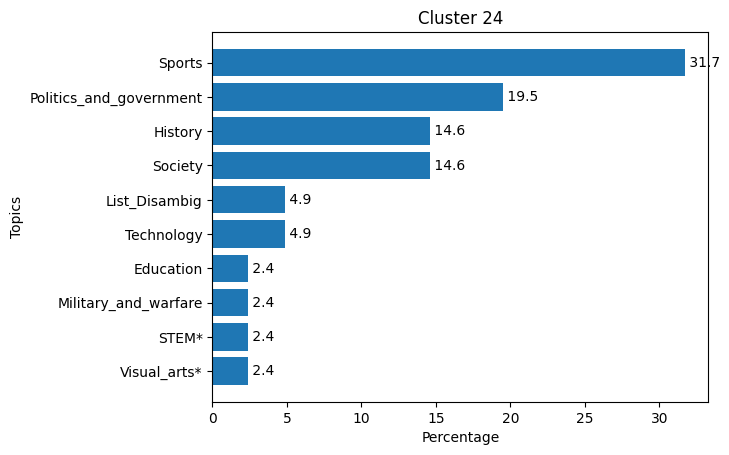 Cluster 24
Topics
Sports 31.7
Politics_and_government 19.5
History 14.6
Society 14.6
List_Disambig 4.9
Technology 4.9
Education 2.4
Military_and_warfare 2.4
STEM* 2.4
Visual_arts* 2.4
0 5 10 15 20 25 30
Percentage